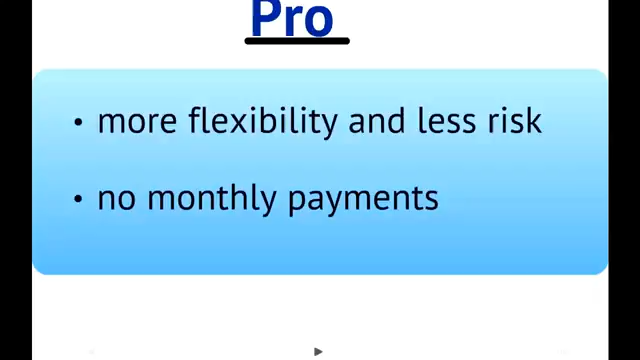 Pro
• more flexibility and less risk
• no monthly payments